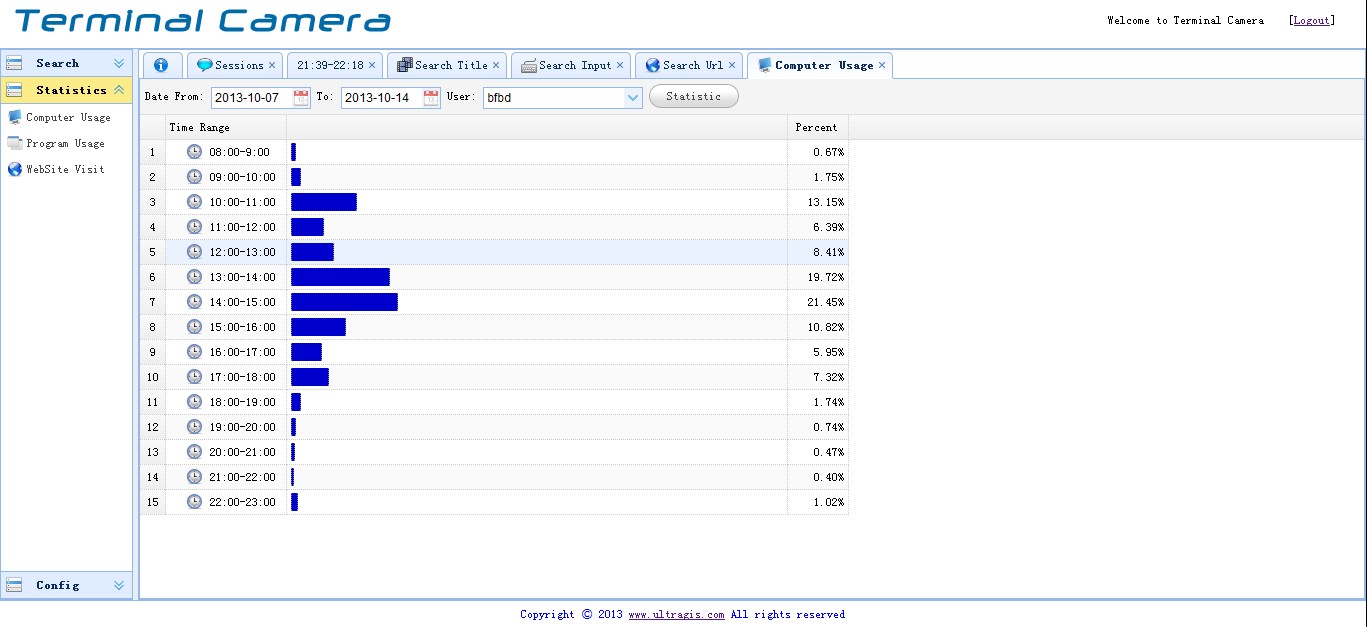 Terminal Camera
Welcome to Terminal Camera [Logout]
Search
Statistics
Computer Usage
Program Usage
WebSite Visit
Config
Sessions × 21:39-22:18 × Search Title × Search Input × Search Url × Computer Usage ×
Date From: 2013-10-07 To: 2013-10-14 User: bfbd Statistic
Time Range Percent
1 08:00-9:00 0.67%
2 09:00-10:00 1.75%
3 10:00-11:00 13.15%
4 11:00-12:00 6.39%
5 12:00-13:00 8.41%
6 13:00-14:00 19.72%
7 14:00-15:00 21.45%
8 15:00-16:00 10.82%
9 16:00-17:00 5.95%
10 17:00-18:00 7.32%
11 18:00-19:00 1.74%
12 19:00-20:00 0.74%
13 20:00-21:00 0.47%
14 21:00-22:00 0.40%
15 22:00-23:00 1.02%
Copyright © 2013 www.ultragis.com All rights reserved